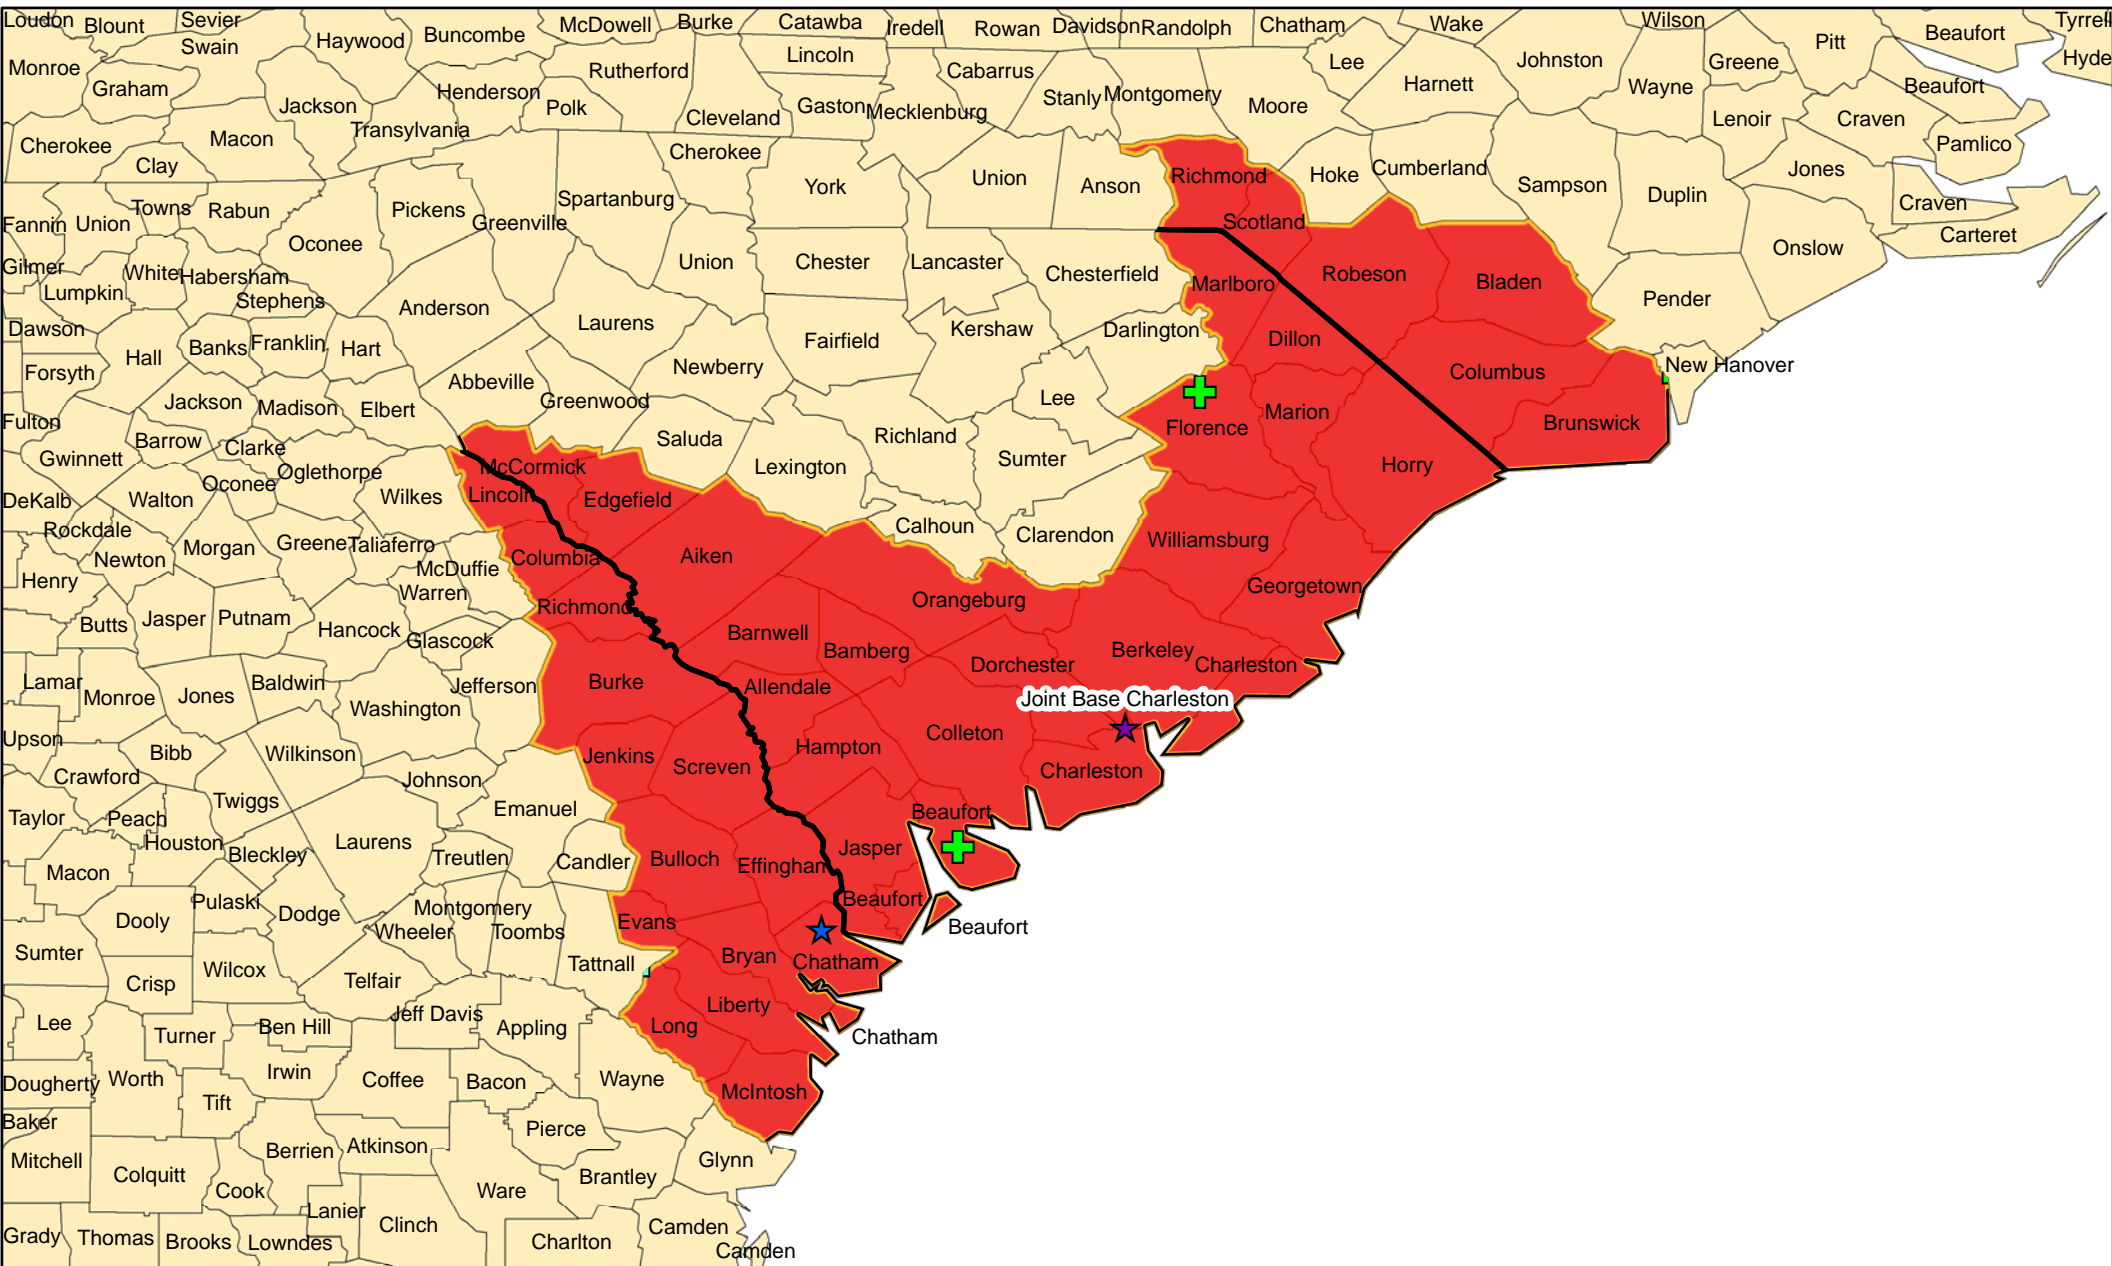 Loudon
Blount
Sevier
Swain
Haywood
Buncombe
McDowell
Burke
Catawba
Iredell
Rowan
Davidson
Randolph
Chatham
Wake
Wilson
Pitt
Beaufort
Tyrrell
Monroe
Graham
Jackson
Henderson
Polk
Rutherford
Lincoln
Cabarrus
Stanly
Montgomery
Lee
Harnett
Johnston
Wayne
Greene
Beaufort
Hyde
Cherokee
Macon
Transylvania
Cleveland
Gaston
Mecklenburg
Moore
Lenoir
Craven
Pamlico
Clay
Cherokee
Hoke
Cumberland
Sampson
Duplin
Jones
Fannin
Union
Towns
Rabun
Oconee
Pickens
Greenville
Spartanburg
York
Union
Anson
Richmond
Scotland
Craven
Carteret
Onslow
Gilmer
Lumpkin
White
Habersham
Stephens
Anderson
Union
Chester
Lancaster
Chesterfield
Marlboro
Robeson
Bladen
Pender
Dawson
Hall
Banks
Franklin
Hart
Laurens
Newberry
Fairfield
Kershaw
Darlington
Dillon
New Hanover
Forsyth
Jackson
Madison
Elbert
Abbeville
Greenwood
Lee
Florence
Marion
Columbus
Brunswick
Fulton
Gwinnett
Barrow
Clarke
Oglethorpe
Saluda
Lexington
Richland
Sumter
Horry
DeKalb
Walton
Oconee
Wilkes
McCormick
Lincoln
Edgefield
Rockdale
Newton
Morgan
Greene
Taliaferro
McDuffie
Columbia
Aiken
Calhoun
Clarendon
Williamsburg
Henry
Butts
Jasper
Putnam
Hancock
Warren
Glascock
Richmond
Barnwell
Bamberg
Orangeburg
Georgetown
Lamar
Monroe
Jones
Baldwin
Washington
Jefferson
Burke
Allendale
Dorchester
Berkeley
Charleston
Joint Base Charleston
Upson
Crawford
Bibb
Wilkinson
Johnson
Jenkins
Screven
Hampton
Colleton
Charleston
Taylor
Peach
Houston
Twiggs
Bleckley
Laurens
Emanuel
Treutlen
Candler
Bulloch
Effingham
Jasper
Beaufort
Macon
Dooly
Pulaski
Dodge
Montgomery
Wheeler
Toombs
Evans
Beaufort
Beaufort
Sumter
Crisp
Wilcox
Telfair
Tattnall
Bryan
Chatham
Lee
Turner
Ben Hill
Jeff Davis
Appling
Long
Liberty
Chatham
Dougherty
Worth
Tift
Irwin
Coffee
Bacon
Wayne
McIntosh
Baker
Mitchell
Colquitt
Cook
Berrien
Atkinson
Pierce
Brantley
Glynn
Grady
Thomas
Brooks
Lowndes
Lanier
Clinch
Ware
Charlton
Camden
Camden